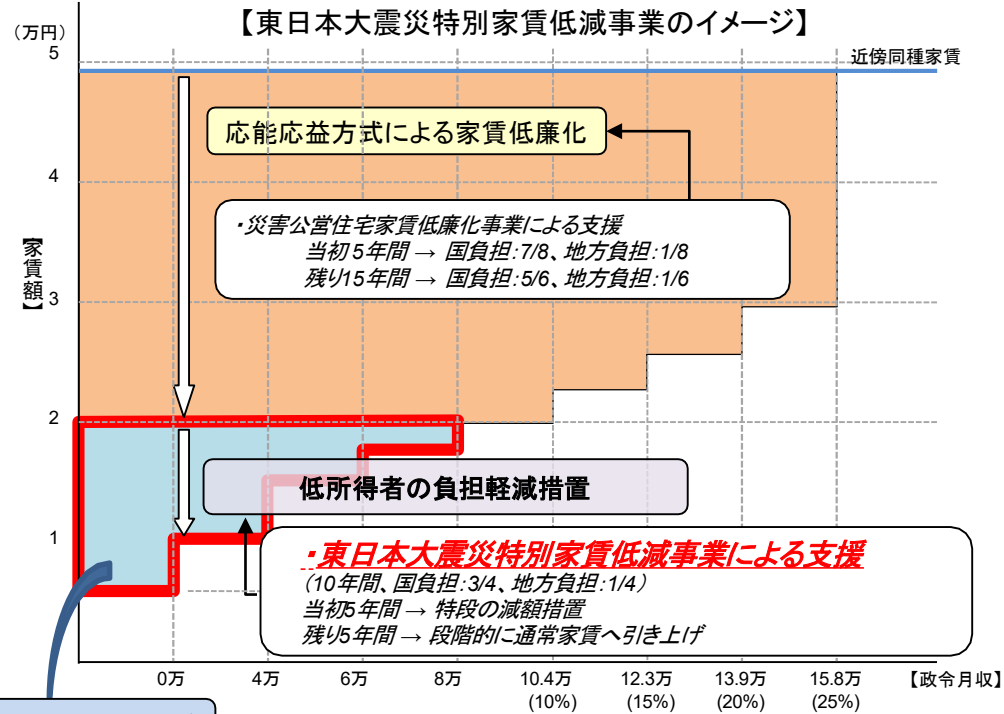 【東日本大震災特別家賃低減事業のイメージ】
(万円)
5
近傍同種家賃
応能応益方式による家賃低廉化
4
・災害公営住宅家賃低廉化事業による支援
当初５年間 → 国負担：7/8、地方負担：1/8
残り15年間 → 国負担：5/6、地方負担：1/6
【家賃額】
3
2
低所得者の負担軽減措置
1
・東日本大震災特別家賃低減事業による支援
（10年間、国負担：3/4、地方負担：1/4）
当初5年間 → 特段の減額措置
残り５年間 → 段階的に通常家賃へ引き上げ
0万 4万 6万 8万 10.4万 12.3万 13.9万 15.8万 【政令月収】
(10%) (15%) (20%) (25%)